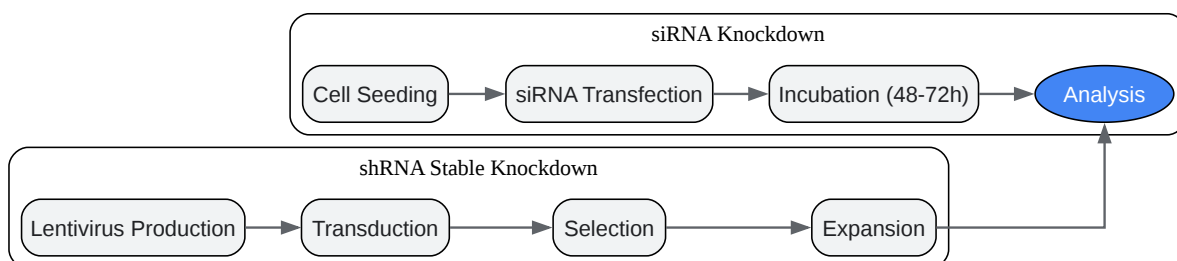 siRNA Knockdown
Cell Seeding
siRNA Transfection
Incubation (48-72h)
Analysis
shRNA Stable Knockdown
Lentivirus Production
Transduction
Selection
Expansion